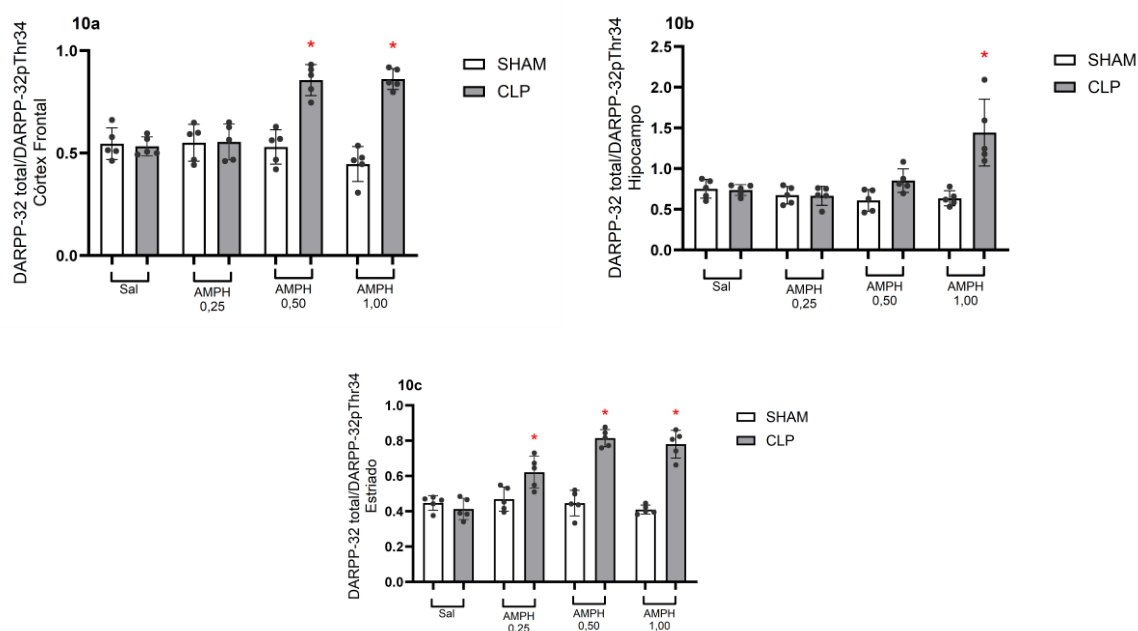 10a
DARPP-32 total/DARPP-32pThr34
Córtex Frontal
1.0
0.5
0.0
*
*
SHAM
CLP
Sal
AMPH
0,25
AMPH
0,50
AMPH
1,00
10b
DARPP-32 total/DARPP-32pThr34
Hipocampo
2.5
2.0
1.5
1.0
0.5
0.0
*
SHAM
CLP
Sal
AMPH
0,25
AMPH
0,50
AMPH
1,00
10c
DARPP-32 total/DARPP-32pThr34
Estriado
1.0
0.8
0.6
0.4
0.2
0.0
*
*
*
SHAM
CLP
Sal
AMPH
0,25
AMPH
0,50
AMPH
1,00